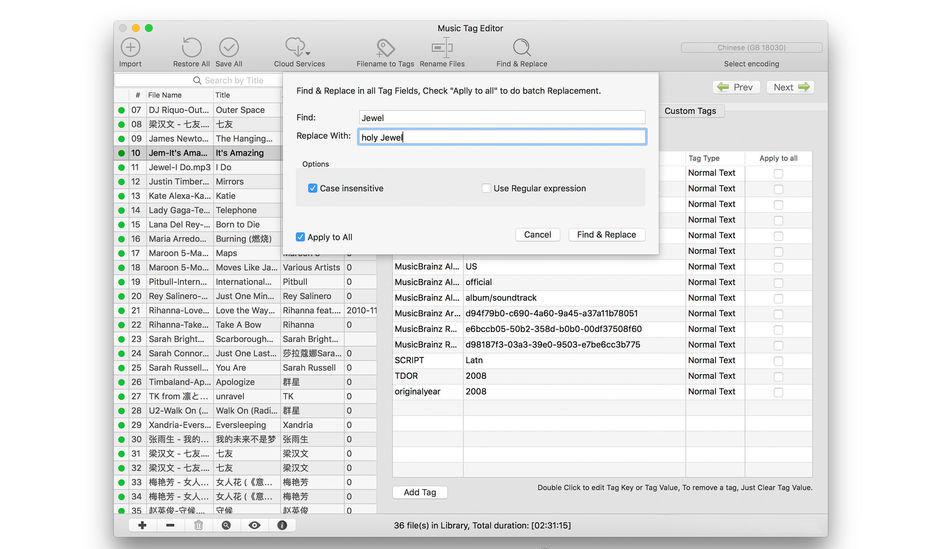 Music Tag Editor
Import
Restore All
Save All
Cloud Services
Filename to Tags
Rename Files
Find & Replace
Chinese (GB 18030)
Select encoding
Search by Title
Find & Replace in all Tag Fields, Check "Aplly to all" to do batch Replacement.
Find: Jewel
Replace With: holy Jewel
Options
Case insensitive
Use Regular expression
Apply to All
Cancel
Find & Replace
Prev
Next
Custom Tags
# File Name Title
07 DJ Riquo-Out... Outer Space
08 梁汉文 - 七友.... 七友
09 James Newto... The Hanging...
10 Jem-It's Ama... It's Amazing
11 Jewel-I Do.mp3 I Do
12 Justin Timber... Mirrors
13 Kate Alexa-Ka... Katie
14 Lady Gaga-Te... Telephone
15 Lana Del Rey-... Born to Die
16 Maria Arredo... Burning (燃烧)
17 Maroon 5-Ma... Maps
18 Maroon 5-Mo... Moves Like Ja... Various Artists 0
19 Pitbull-Intern... International... Pitbull 0
20 Rey Salinero-... Just One Min... Rey Salinero 0
21 Rihanna-Love... Love the Way... Rihanna feat.... 2010-11
22 Rihanna-Take... Take A Bow Rihanna 0
23 Sarah Bright... Scarborough... Sarah Bright... 
24 Sarah Connor... Just One Last... 莎拉蔻娜Sara... 0
25 Sarah Russell... You Are Sarah Russell 0
26 Timbaland-Ap... Apologize 群星 0
27 TK from 凛と... unravel TK 0
28 U2-Walk On (... Walk On (Radi... 群星 0
29 Xandria-Evers... Eversleeping Xandria 0
30 张雨生 - 我的... 我的未来不是梦 张雨生 0
31 梁汉文 - 七友.... 七友 梁汉文 0
32 梁汉文 - 七友.... 七友 梁汉文 0
33 梅艳芳 - 女人... 女人花 (《意... 梅艳芳 0
34 梅艳芳 - 女人... 女人花 (《意... 梅艳芳 0
35 赵英俊-守候.... 守候 赵英俊 0
Tag Type Apply to all
Normal Text
Normal Text
Normal Text
Normal Text
Normal Text
Normal Text
MusicBrainz Al... US Normal Text
MusicBrainz Al... official Normal Text
MusicBrainz Al... album/soundtrack Normal Text
MusicBrainz Ar... d94f79b0-c690-4a60-9a45-a37a11b78051 Normal Text
MusicBrainz R... e6bccb05-50b2-358d-b0b0-00df37508f60 Normal Text
MusicBrainz R... d98187f3-03a3-39e0-9503-e7be6cc3b775 Normal Text
SCRIPT Latn Normal Text
TDOR 2008 Normal Text
originalyear 2008 Normal Text
Add Tag
Double Click to edit Tag Key or Tag Value, To remove a tag, Just Clear Tag Value.
36 file(s) in Library, Total duration: [02:31:15]